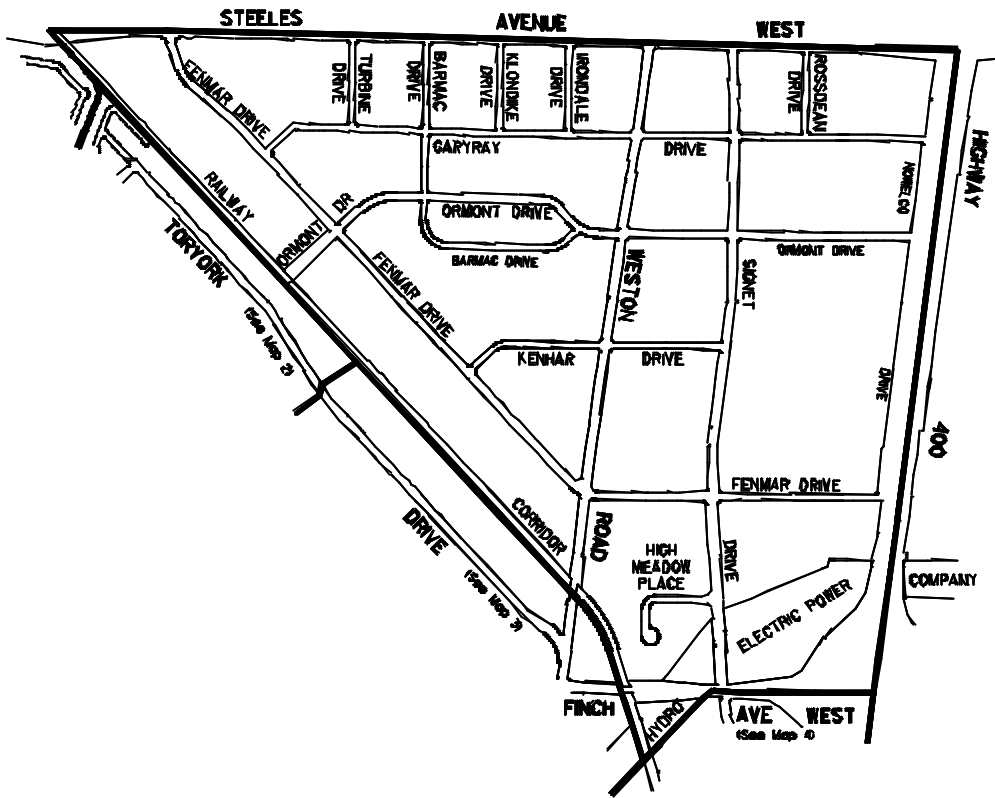 STEELES AVENUE WEST
FENMAR DRIVE
TURBINE DRIVE
BARMAC DRIVE
KLONDIKE DRIVE
IRONDALE DRIVE
ROSSDEAN DRIVE
HIGHWAY 400
GARYRAY DRIVE
NORELCO DRIVE
RAILWAY CORRIDOR
ORMONT DR
ORMONT DRIVE
BARMAC DRIVE
ORMONT DRIVE
TORYORK DRIVE
(See Map 2)
FENMAR DRIVE
WESTON ROAD
SIGNET DRIVE
KENHAR DRIVE
FENMAR DRIVE
HIGH
MEADOW
PLACE
(See Map 3)
HYDRO ELECTRIC POWER COMPANY
FINCH AVE WEST
(See Map 4)